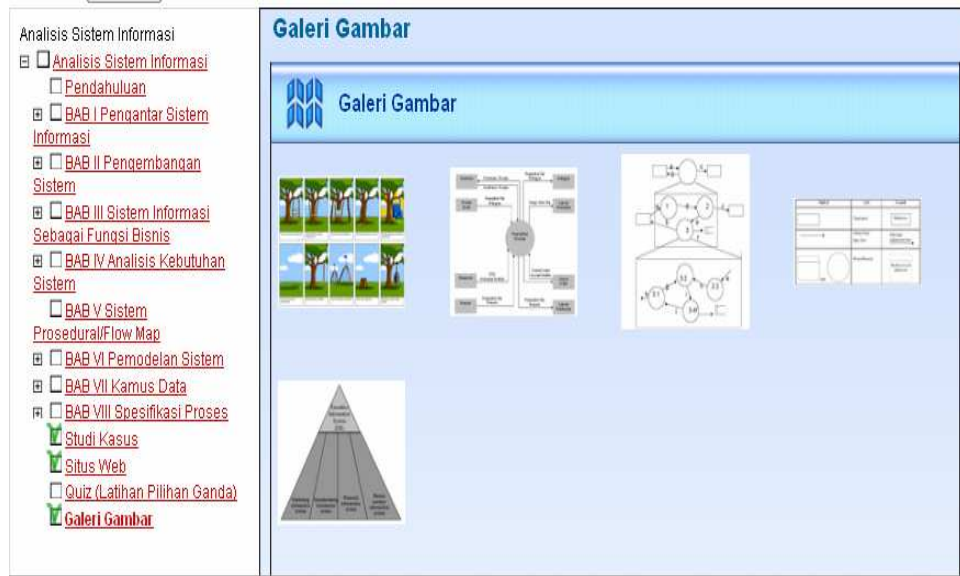 Analisis Sistem Informasi
Analisis Sistem Informasi
Pendahuluan
BAB I Pengantar Sistem
Informasi
BAB II Pengembangan
Sistem
BAB III Sistem Informasi
Sebagai Fungsi Bisnis
BAB IV Analisis Kebutuhan
Sistem
BAB V Sistem
Prosedural/Flow Map
BAB VI Pemodelan Sistem
BAB VII Kamus Data
BAB VIII Spesifikasi Proses
Studi Kasus
Situs Web
Quiz (Latihan Pilihan Ganda)
Galeri Gambar
Galeri Gambar
Galeri Gambar